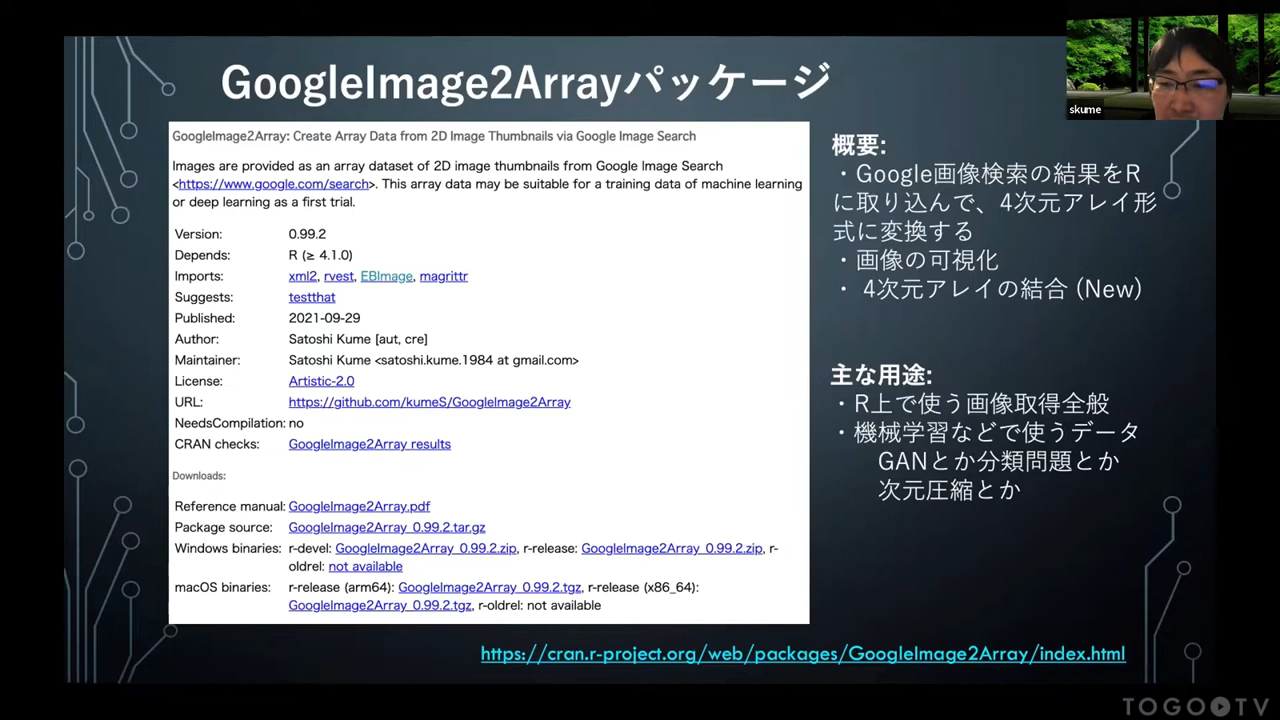 GoogleImage2Arrayパッケージ
skume
GoogleImage2Array: Create Array Data from 2D Image Thumbnails via Google Image Search
Images are provided as an array dataset of 2D image thumbnails from Google Image Search
<https://www.google.com/search>. This array data may be suitable for a training data of machine learning
or deep learning as a first trial.
Version: 0.99.2
Depends: R (≥ 4.1.0)
Imports: xml2, rvest, EBImage, magrittr
Suggests: testthat
Published: 2021-09-29
Author: Satoshi Kume [aut, cre]
Maintainer: Satoshi Kume <satoshi.kume.1984 at gmail.com>
License: Artistic-2.0
URL: https://github.com/kumeS/GoogleImage2Array
NeedsCompilation: no
CRAN checks: GoogleImage2Array results
Downloads:
Reference manual: GoogleImage2Array.pdf
Package source: GoogleImage2Array_0.99.2.tar.gz
Windows binaries: r-devel: GoogleImage2Array_0.99.2.zip, r-release: GoogleImage2Array_0.99.2.zip, r-
oldrel: not available
macOS binaries: r-release (arm64): GoogleImage2Array_0.99.2.tgz, r-release (x86_64):
GoogleImage2Array_0.99.2.tgz, r-oldrel: not available
概要:
・Google画像検索の結果をR
に取り込んで、4次元アレイ形
式に変換する
・画像の可視化
・ 4次元アレイの結合 (New)
主な用途:
・R上で使う画像取得全般
・機械学習などで使うデータ
GANとか分類問題とか
次元圧縮とか
https://cran.r-project.org/web/packages/GoogleImage2Array/index.html
TOGO TV